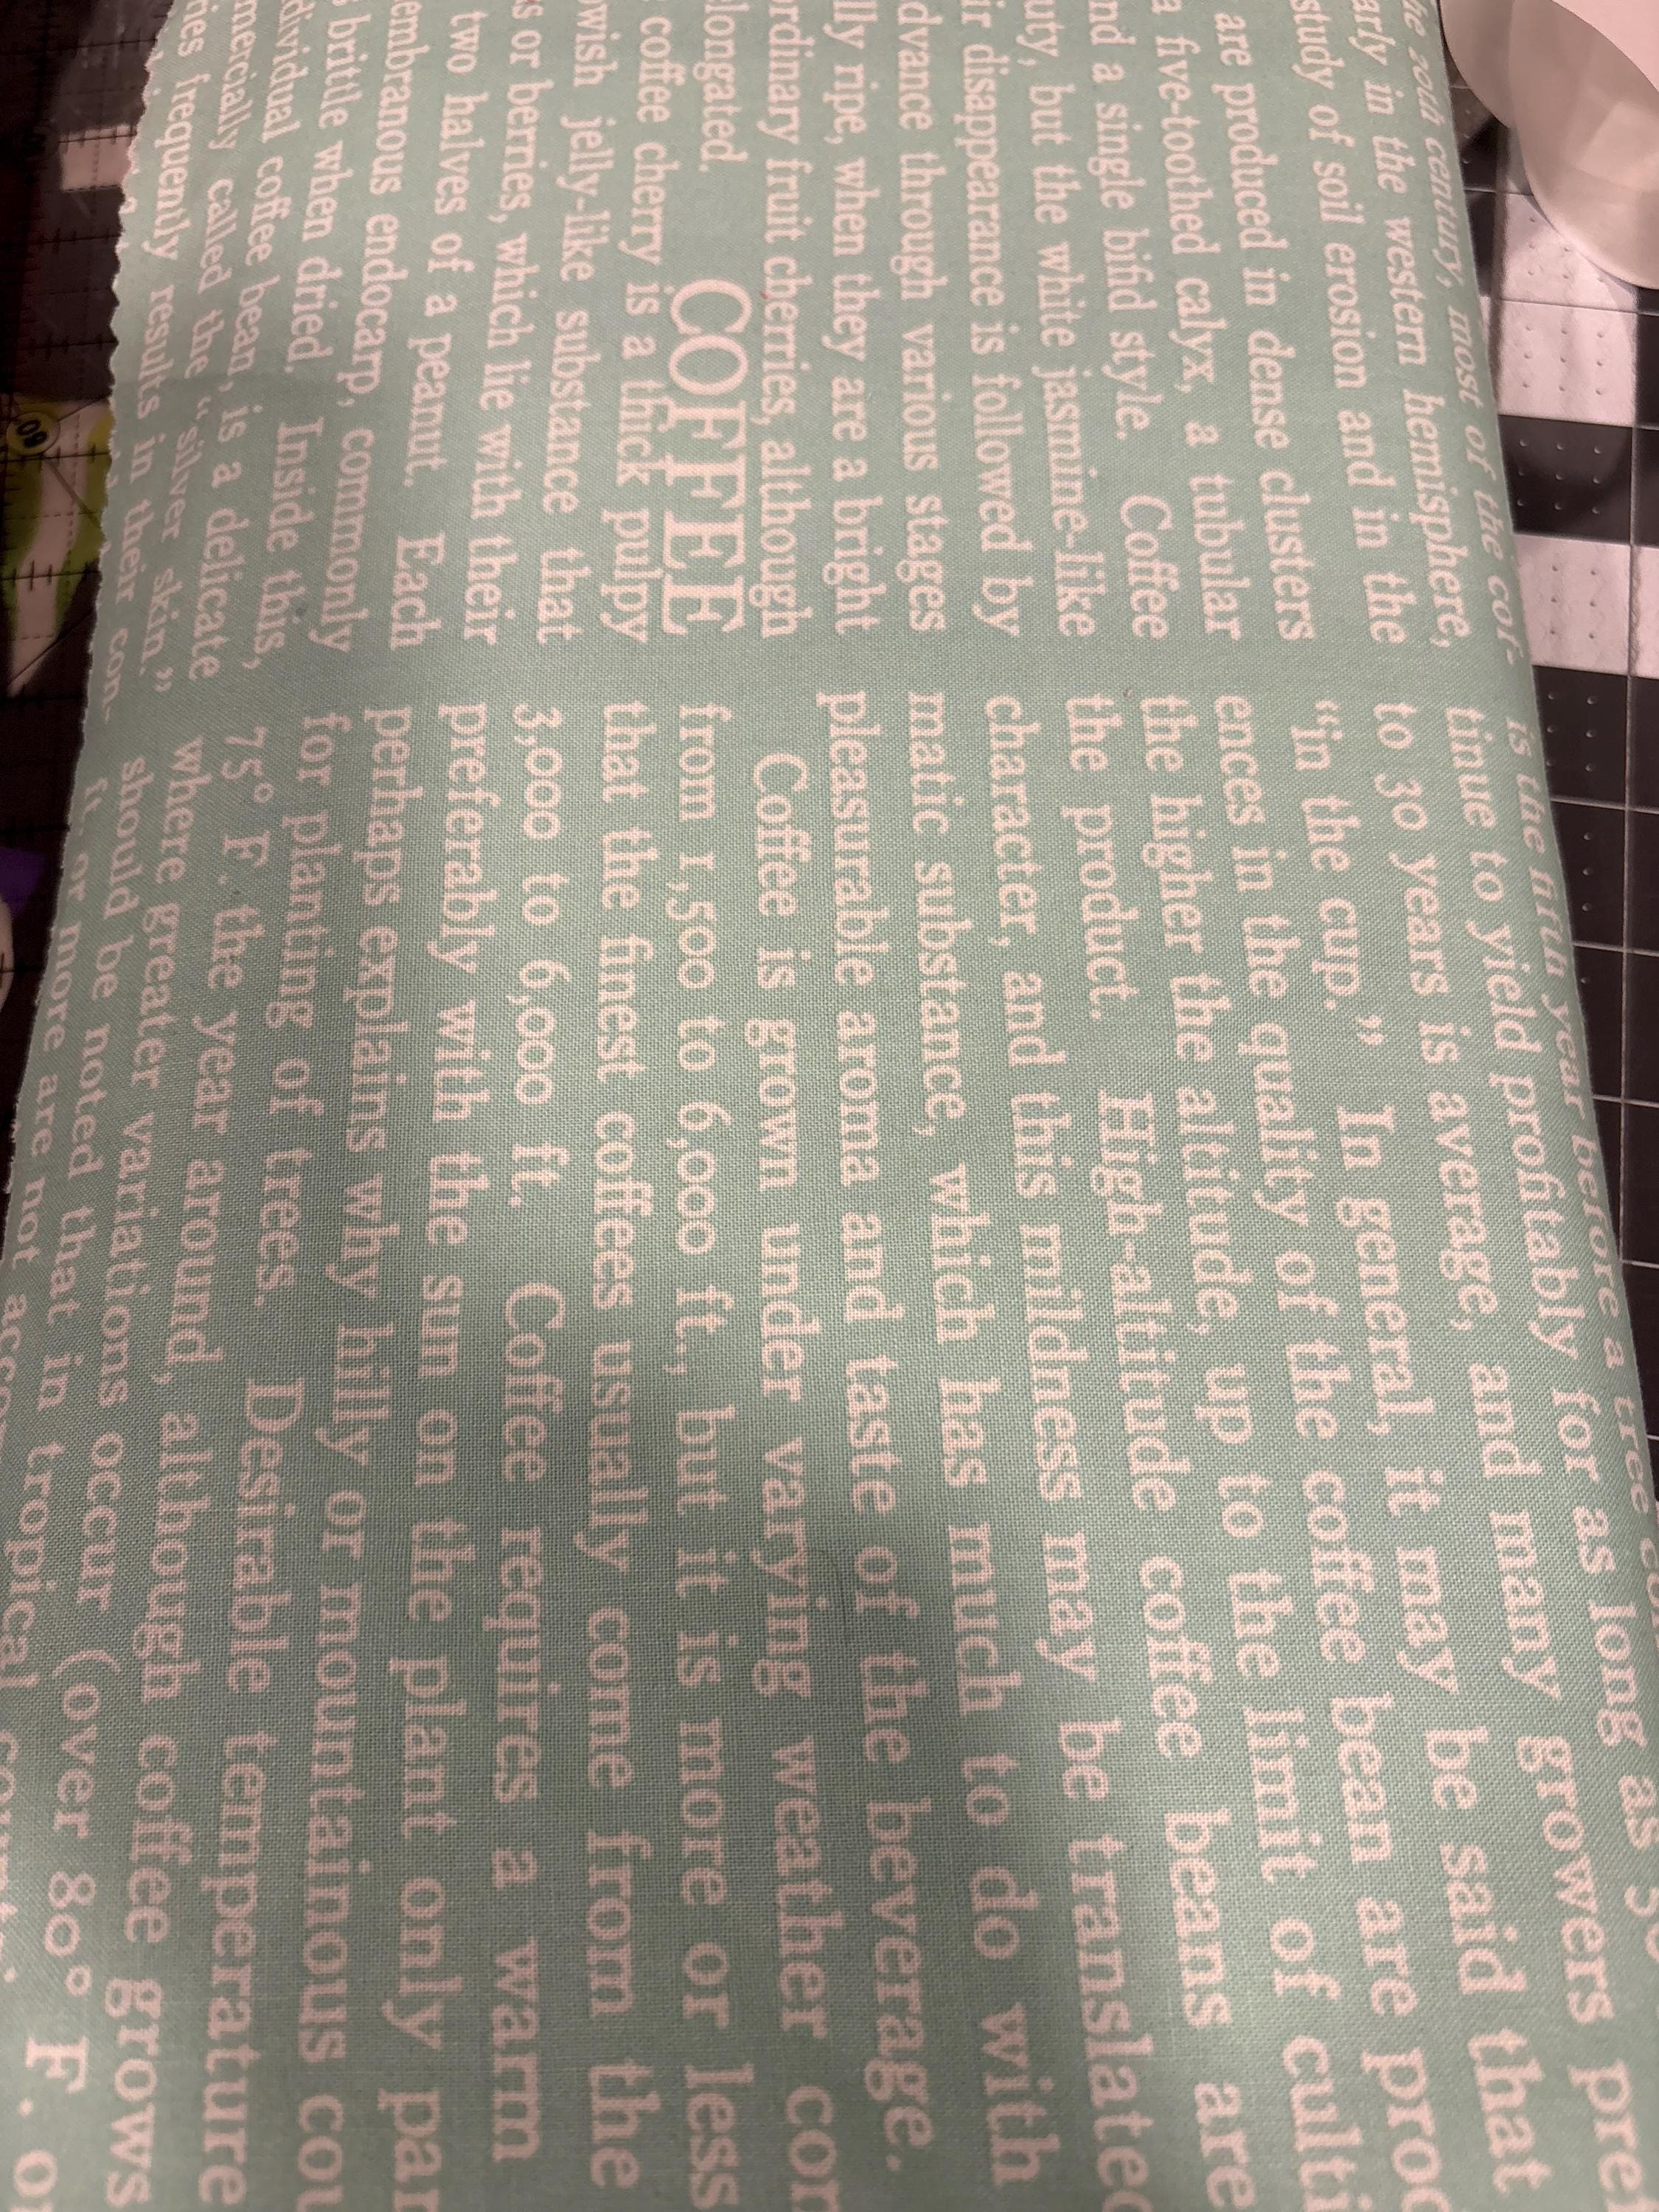 20th century, most of the cor-
arly in the western hemisphere,
study of soil erosion and in the
are produced in dense clusters
a five-toothed calyx, a tubular
nd a single bifid style. Coffee
uty, but the white jasmine-like
ir disappearance is followed by
dvance through various stages
lly ripe, when they are a bright
rdinary fruit cherries, although
longated.
COFFEE
coffee cherry is a thick pulpy
wish jelly-like substance that
s or berries, which lie with their
two halves of a peanut. Each
embranous endocarp, commonly
brittle when dried. Inside this,
dividual coffee bean, is a delicate
mercially called the “silver skin.”
ies frequently results in their con-
is the fifth year before a tree
tinue to yield profitably for as long as
to 30 years is average, and many growers pre
“in the cup.” In general, it may be said that
ences in the quality of the coffee bean are pro
the higher the altitude, up to the limit of culti
the product. High-altitude coffee beans are
character, and this mildness may be translated
matic substance, which has much to do with
pleasurable aroma and taste of the beverage.
Coffee is grown under varying weather con
from 1,500 to 6,000 ft., but it is more or less
that the finest coffees usually come from the
3,000 to 6,000 ft. Coffee requires a warm
preferably with the sun on the plant only par
perhaps explains why hilly or mountainous cou
for planting of trees. Desirable temperature
75° F. the year around, although coffee grows
where greater variations occur (over 80° F. or
should be noted that in tropical
ft. or more are not